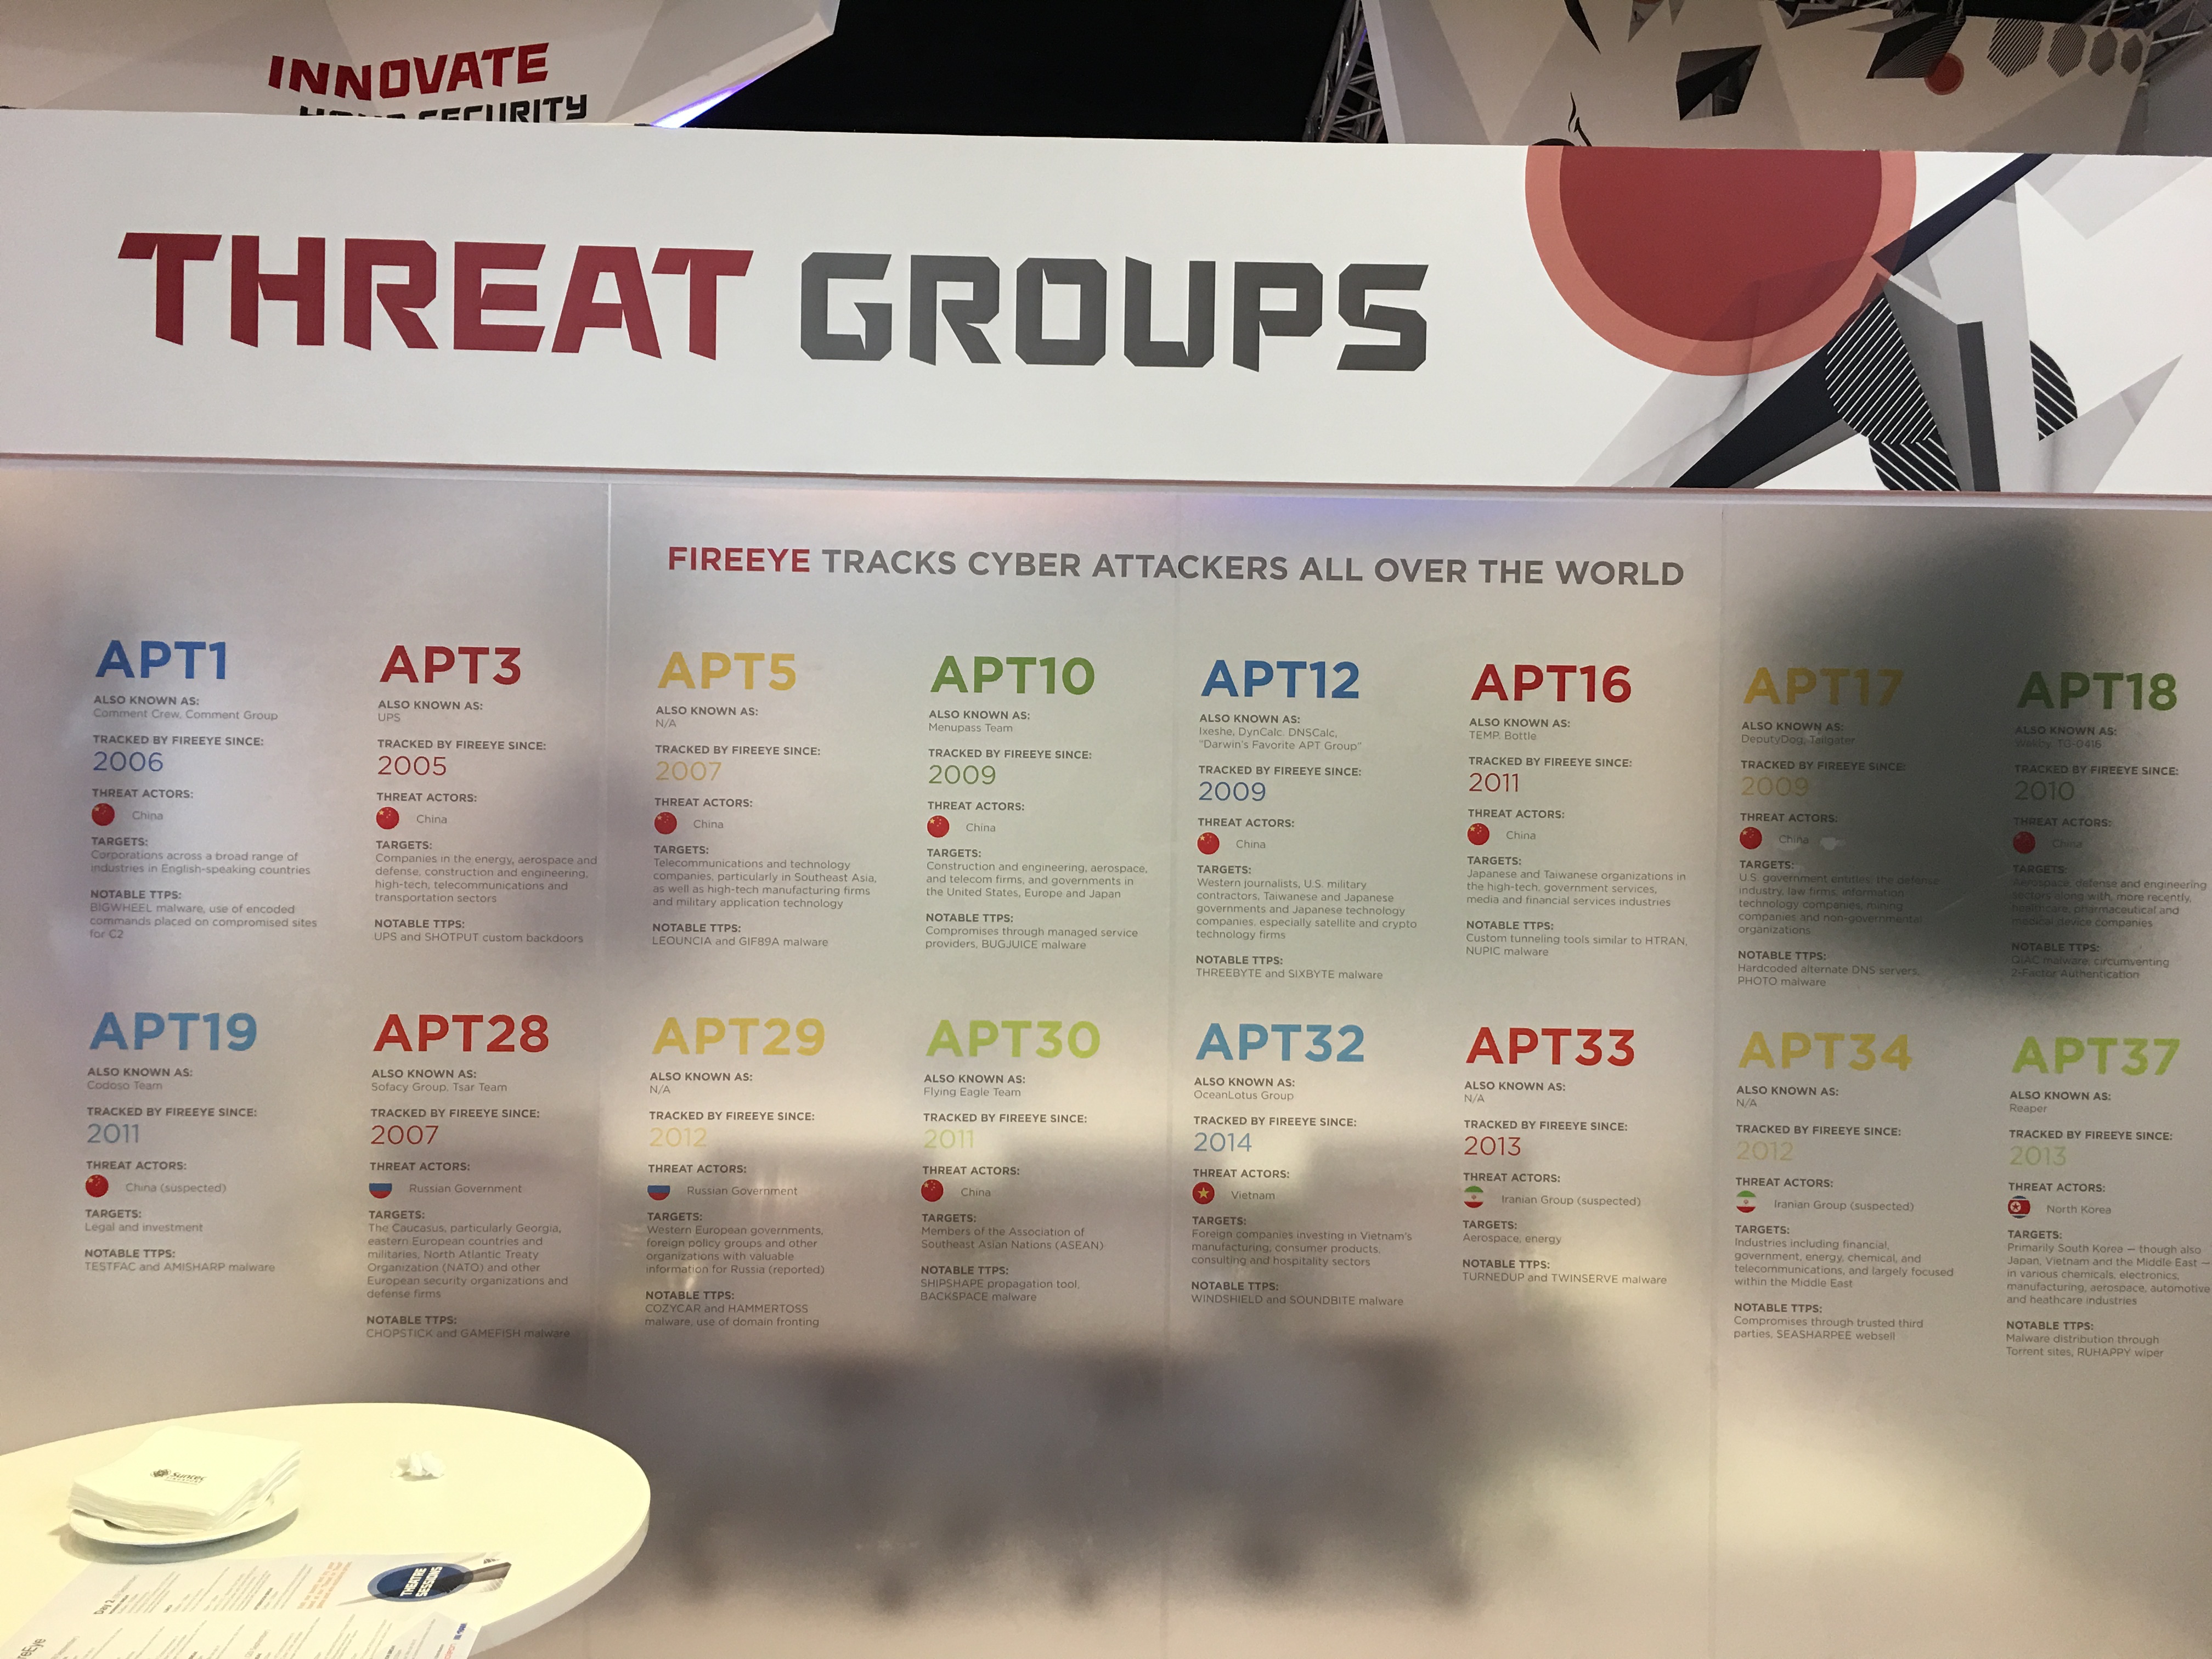 INNOVATE
SECURITY
THREAT GROUPS
FIREEYE TRACKS CYBER ATTACKERS ALL OVER THE WORLD
APT1
ALSO KNOWN AS:
Comment Crew, Comment Group
TRACKED BY FIREEYE SINCE:
2006
THREAT ACTORS:
China
TARGETS:
Corporations across a broad range of
industries in English-speaking countries
NOTABLE TTPS:
BIGWHEEL malware, use of encoded
commands placed on compromised sites
for C2
APT3
ALSO KNOWN AS:
UPS
TRACKED BY FIREEYE SINCE:
2005
THREAT ACTORS:
China
TARGETS:
Companies in the energy, aerospace and
defense, construction and engineering,
high-tech, telecommunications and
transportation sectors
NOTABLE TTPS:
UPS and SHOTPUT custom backdoors
APT5
ALSO KNOWN AS:
N/A
TRACKED BY FIREEYE SINCE:
2007
THREAT ACTORS:
China
TARGETS:
Telecommunications and technology
companies, particularly in Southeast Asia,
as well as high-tech manufacturing firms
and military application technology
NOTABLE TTPS:
LEOUNCIA and GIF89A malware
APT10
ALSO KNOWN AS:
Menupass Team
TRACKED BY FIREEYE SINCE:
2009
THREAT ACTORS:
China
TARGETS:
Construction and engineering, aerospace,
and telecom firms, and governments in
the United States, Europe and Japan
NOTABLE TTPS:
Compromises through managed service
providers, BUGJUICE malware
APT12
ALSO KNOWN AS:
Ixeshe, DynCalc. DNSCalc,
"Darwin's Favorite APT Group"
TRACKED BY FIREEYE SINCE:
2009
THREAT ACTORS:
China
TARGETS:
Western journalists, U.S. military
contractors, Taiwanese and Japanese
governments and Japanese technology
companies, especially satellite and crypto
technology firms
NOTABLE TTPS:
THREEBYTE and SIXBYTE malware
APT16
ALSO KNOWN AS:
TEMP. Bottle
TRACKED BY FIREEYE SINCE:
2011
THREAT ACTORS:
China
TARGETS:
Japanese and Taiwanese organizations in
the high-tech, government services,
media and financial services industries
NOTABLE TTPS:
Custom tunneling tools similar to HTRAN,
NUPIC malware
APT17
ALSO KNOWN AS:
DeputyDog, Tailgater
TRACKED BY FIREEYE SINCE:
2009
THREAT ACTORS:
China
TARGETS:
U.S. government entities, the defense
industry, law firms, information
technology companies, mining
companies and non-governmental
organizations
NOTABLE TTPS:
Hardcoded alternate DNS servers,
PHOTO malware
APT18
ALSO KNOWN AS:
Wekby, TG-0416
TRACKED BY FIREEYE SINCE:
2010
THREAT ACTORS:
China
TARGETS:
Aerospace, defense and engineering
sectors along with, more recently,
healthcare, pharmaceutical and
medical device companies
NOTABLE TTPS:
QIAC malware, circumventing
2-Factor Authentication
APT19
ALSO KNOWN AS:
Codoso Team
TRACKED BY FIREEYE SINCE:
2011
THREAT ACTORS:
China (suspected)
TARGETS:
Legal and investment
NOTABLE TTPS:
TESTFAC and AMISHARP malware
APT28
ALSO KNOWN AS:
Sofacy Group. Tsar Team
TRACKED BY FIREEYE SINCE:
2007
THREAT ACTORS:
Russian Government
TARGETS:
The Caucasus, particularly Georgia,
eastern European countries and
militaries, North Atlantic Treaty
Organization (NATO) and other
European security organizations and
defense firms
NOTABLE TTPS:
CHOPSTICK and GAMEFISH malware
APT29
ALSO KNOWN AS:
N/A
TRACKED BY FIREEYE SINCE:
2012
THREAT ACTORS:
Russian Government
TARGETS:
Western European governments,
foreign policy groups and other
organizations with valuable
information for Russia (reported)
NOTABLE TTPS:
COZYCAR and HAMMERTOSS
malware, use of domain fronting
APT30
ALSO KNOWN AS:
Flying Eagle Team
TRACKED BY FIREEYE SINCE:
2011
THREAT ACTORS:
China
TARGETS:
Members of the Association of
Southeast Asian Nations (ASEAN)
NOTABLE TTPS:
SHIPSHAPE propagation tool,
BACKSPACE malware
APT32
ALSO KNOWN AS:
OceanLotus Group
TRACKED BY FIREEYE SINCE:
2014
THREAT ACTORS:
Vietnam
TARGETS:
Foreign companies investing in Vietnam's
manufacturing, consumer products,
consulting and hospitality sectors
NOTABLE TTPS:
WINDSHIELD and SOUNDBITE malware
APT33
ALSO KNOWN AS:
N/A
TRACKED BY FIREEYE SINCE:
2013
THREAT ACTORS:
Iranian Group (suspected)
TARGETS:
Aerospace, energy
NOTABLE TTPS:
TURNEDUP and TWINSERVE malware
APT34
ALSO KNOWN AS:
N/A
TRACKED BY FIREEYE SINCE:
2012
THREAT ACTORS:
Iranian Group (suspected)
TARGETS:
Industries including financial,
government, energy, chemical, and
telecommunications, and largely focused
within the Middle East
NOTABLE TTPS:
Compromises through trusted third
parties, SEASHARPEE websell
APT37
ALSO KNOWN AS:
Reaper
TRACKED BY FIREEYE SINCE:
2013
THREAT ACTORS:
North Korea
TARGETS:
Primarily South Korea — though also
Japan, Vietnam and the Middle East —
in various chemicals, electronics,
manufacturing, aerospace, automotive
and heathcare industries
NOTABLE TTPS:
Malware distribution through
Torrent sites, RUHAPPY wiper
Suntec
THEATRE
SESSIONS
Day 2